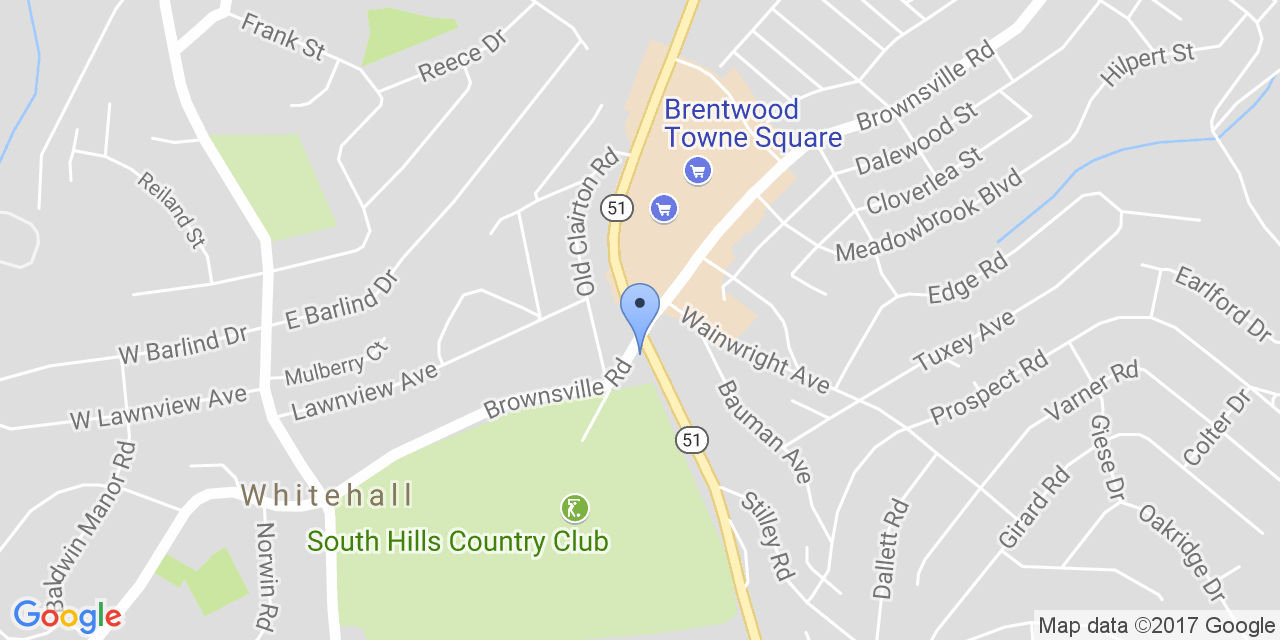 Frank St
Reece Dr
Brownsville Rd
Hilpert St
Brentwood
Towne Square
Dalewood St
Cloverlea St
Meadowbrook Blvd
Old Clairton Rd
51
Reiland St
Edge Rd
Earlford Dr
E Barlind Dr
W Barlind Dr
Mulberry Ct
Lawnview Ave
W Lawnview Ave
Wainwright Ave
Tuxey Ave
Prospect Rd
Varner Rd
Brownsville Rd
Bauman Ave
51
Giese Dr
Colter Dr
Baldwin Manor Rd
Whitehall
Norwin Rd
South Hills Country Club
Stilley Rd
Dallett Rd
Girard Rd
Oakridge Dr
Google
Map data ©2017 Google